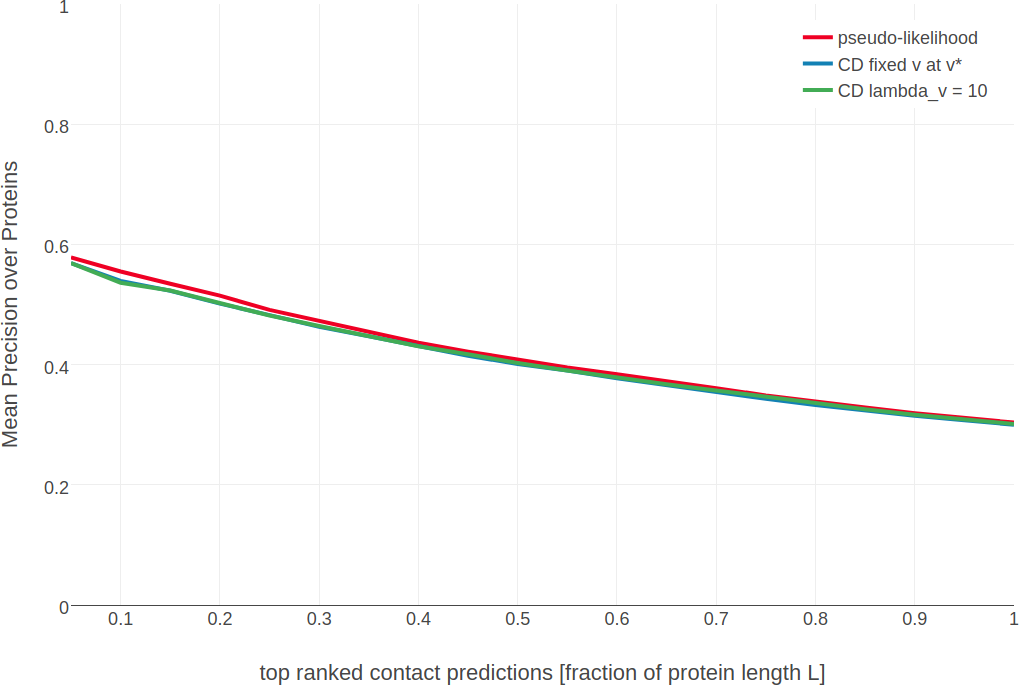 1
0.8
0.6
0.4
0.2
0
Mean Precision over Proteins
pseudo-likelihood
CD fixed v at v*
CD lambda_v = 10
0.1 0.2 0.3 0.4 0.5 0.6 0.7 0.8 0.9 1
top ranked contact predictions [fraction of protein length L]